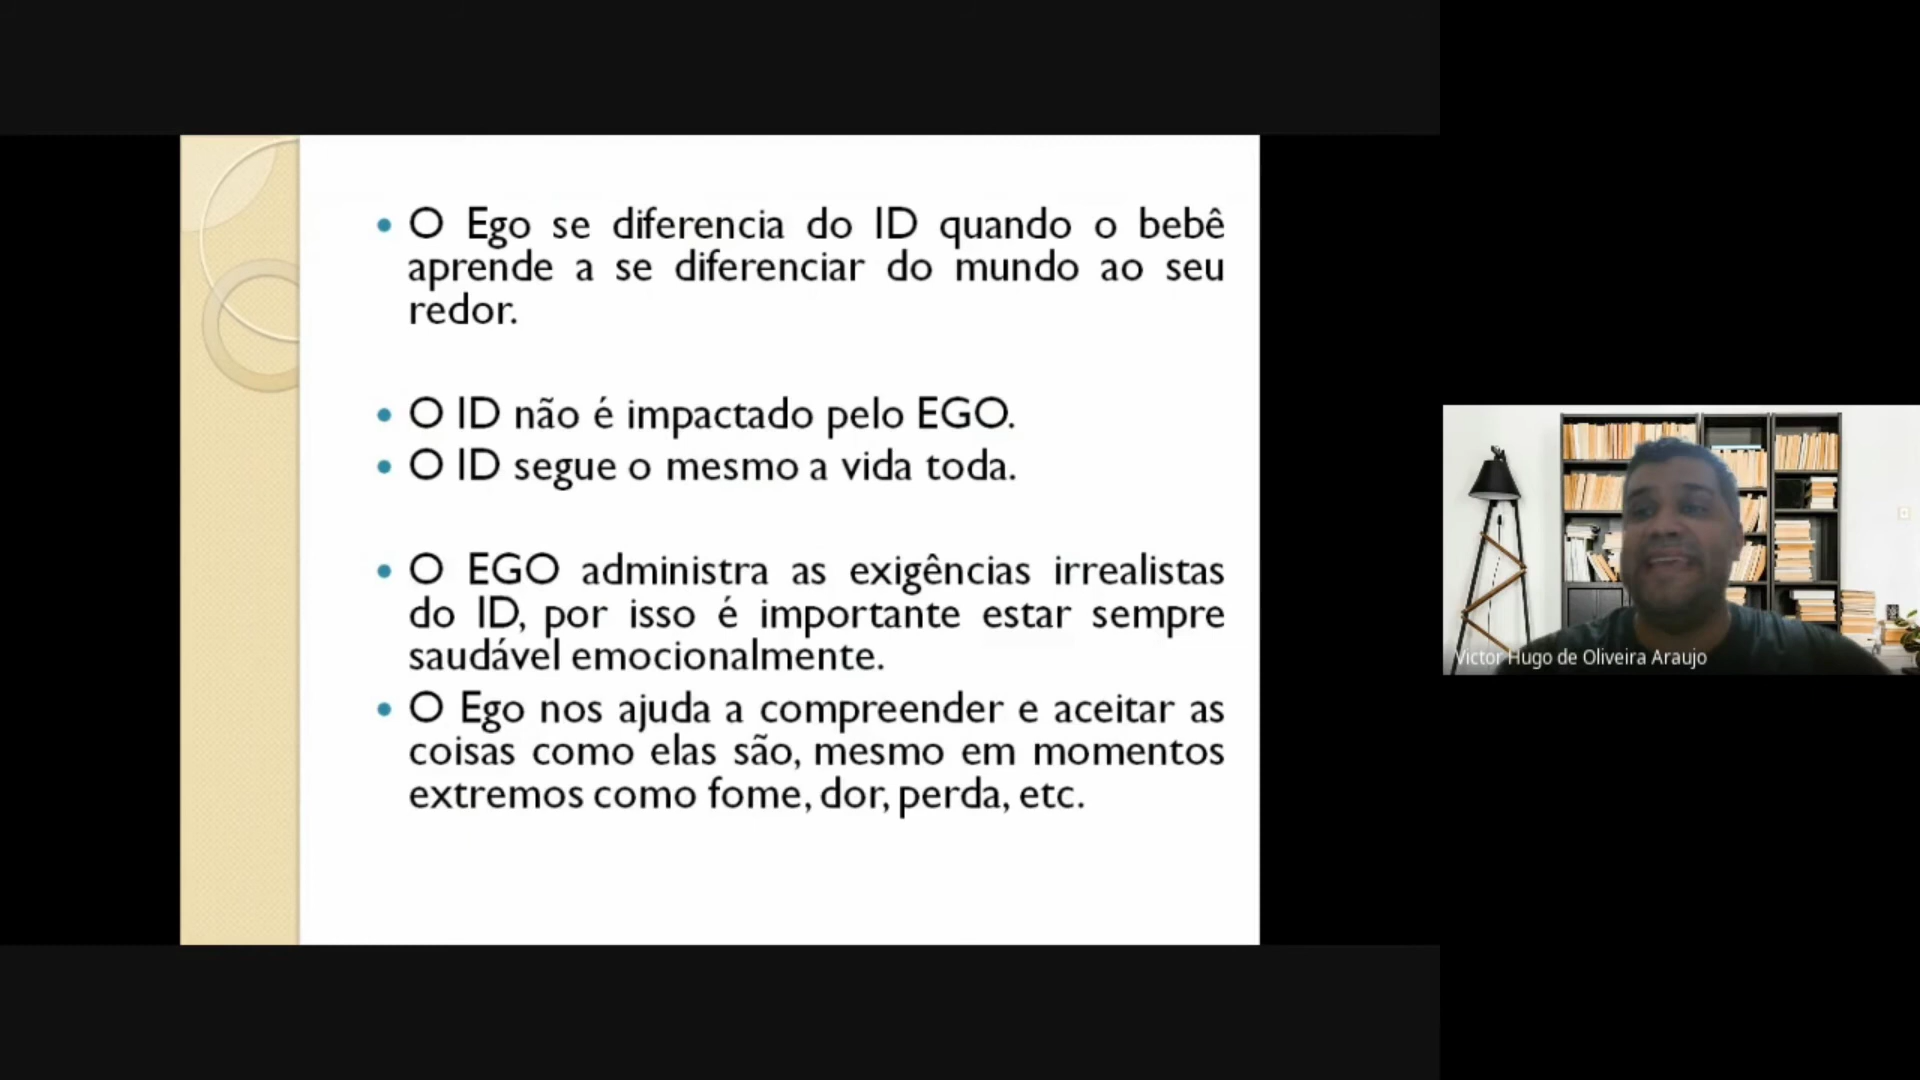 O Ego se diferencia do ID quando o bebê
aprende a se diferenciar do mundo ao seu
redor.
O ID não é impactado pelo EGO.
O ID segue o mesmo a vida toda.
O EGO administra as exigências irrealistas
do ID, por isso é importante estar sempre
saudável emocionalmente.
O Ego nos ajuda a compreender e aceitar as
coisas como elas são, mesmo em momentos
extremos como fome, dor, perda, etc.
Victor Hugo de Oliveira Araujo